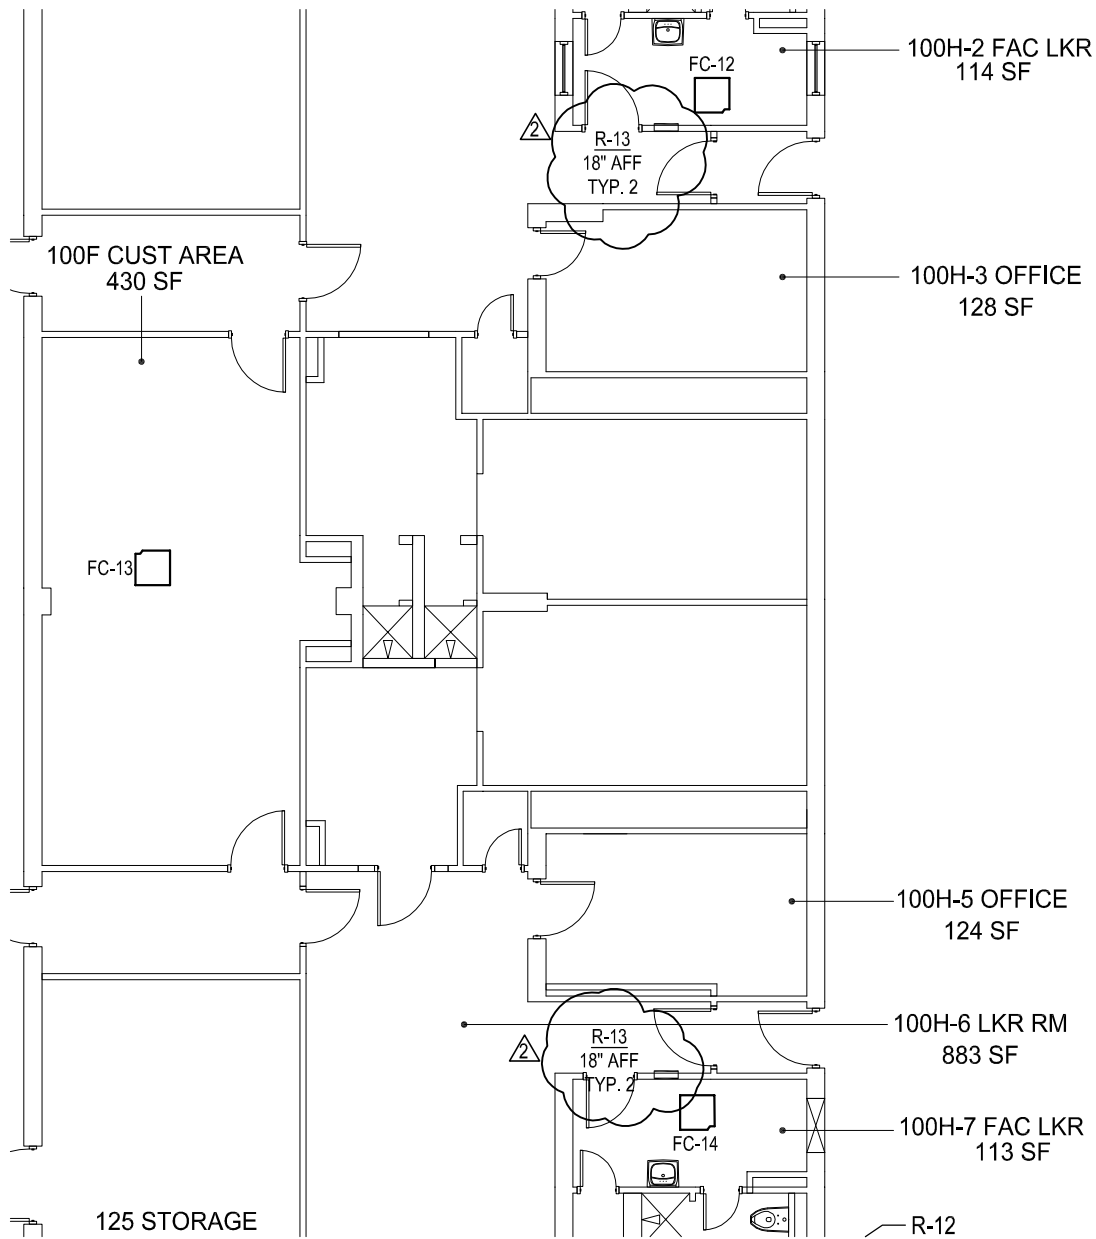 100H-2 FAC LKR
114 SF
FC-12
2
R-13
18" AFF
TYP. 2
100F CUST AREA
430 SF
100H-3 OFFICE
128 SF
FC-13
100H-5 OFFICE
124 SF
100H-6 LKR RM
883 SF
2
R-13
18" AFF
TYP. 2
100H-7 FAC LKR
113 SF
FC-14
125 STORAGE
R-12